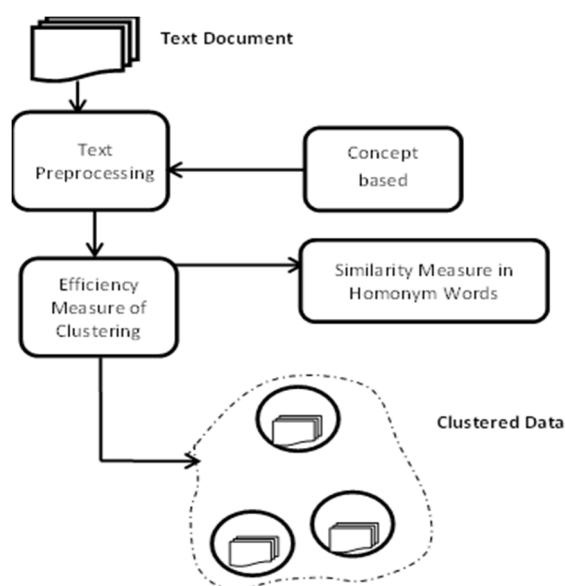 Text Document
Text
Preprocessing
Concept
based
Efficiency
Measure of
Clustering
Similarity Measure in
Homonym Words
Clustered Data